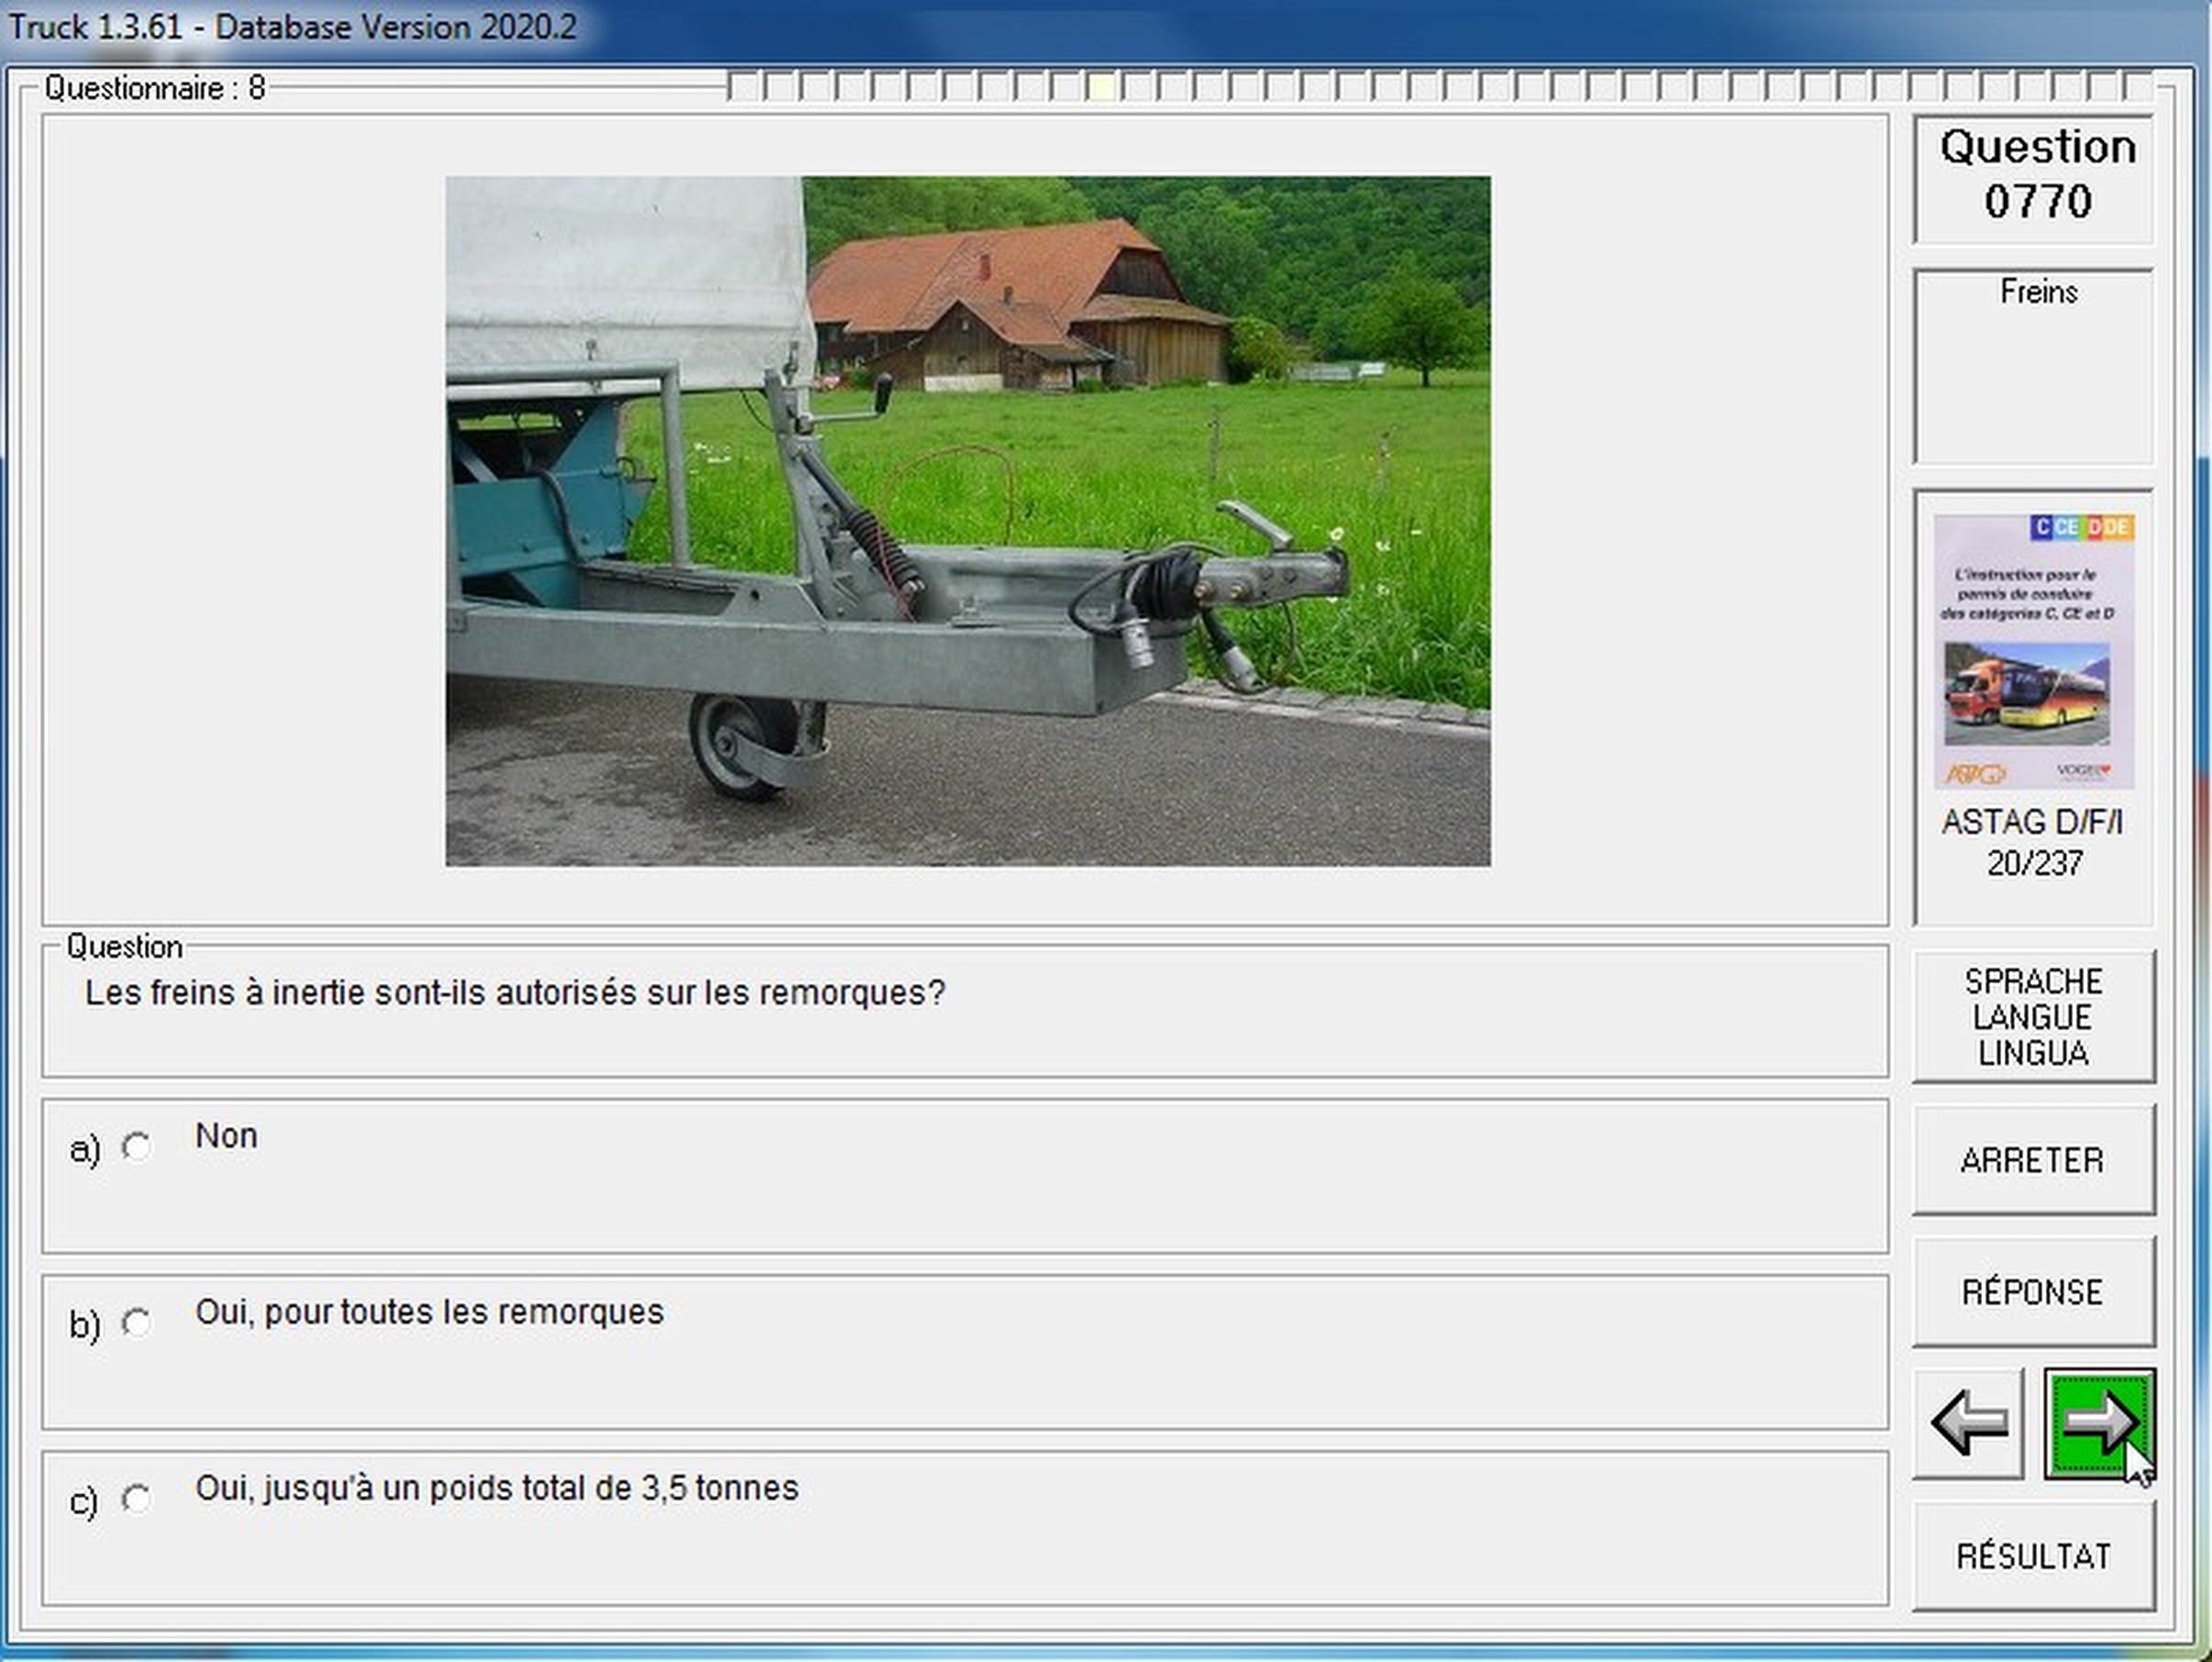 Truck 1.3.61 - Database Version 2020.2
Questionnaire : 8
Question
0770
Freins
C CE D DE
L'instruction pour le
permis de conduire
des catégories C, CE et D
ASTAG
VOGEL
ASTAG D/F/I
20/237
Question
Les freins à inertie sont-ils autorisés sur les remorques?
a) Non
b) Oui, pour toutes les remorques
c) Oui, jusqu'à un poids total de 3,5 tonnes
SPRACHE
LANGUE
LINGUA
ARRETER
RÉPONSE
RÉSULTAT